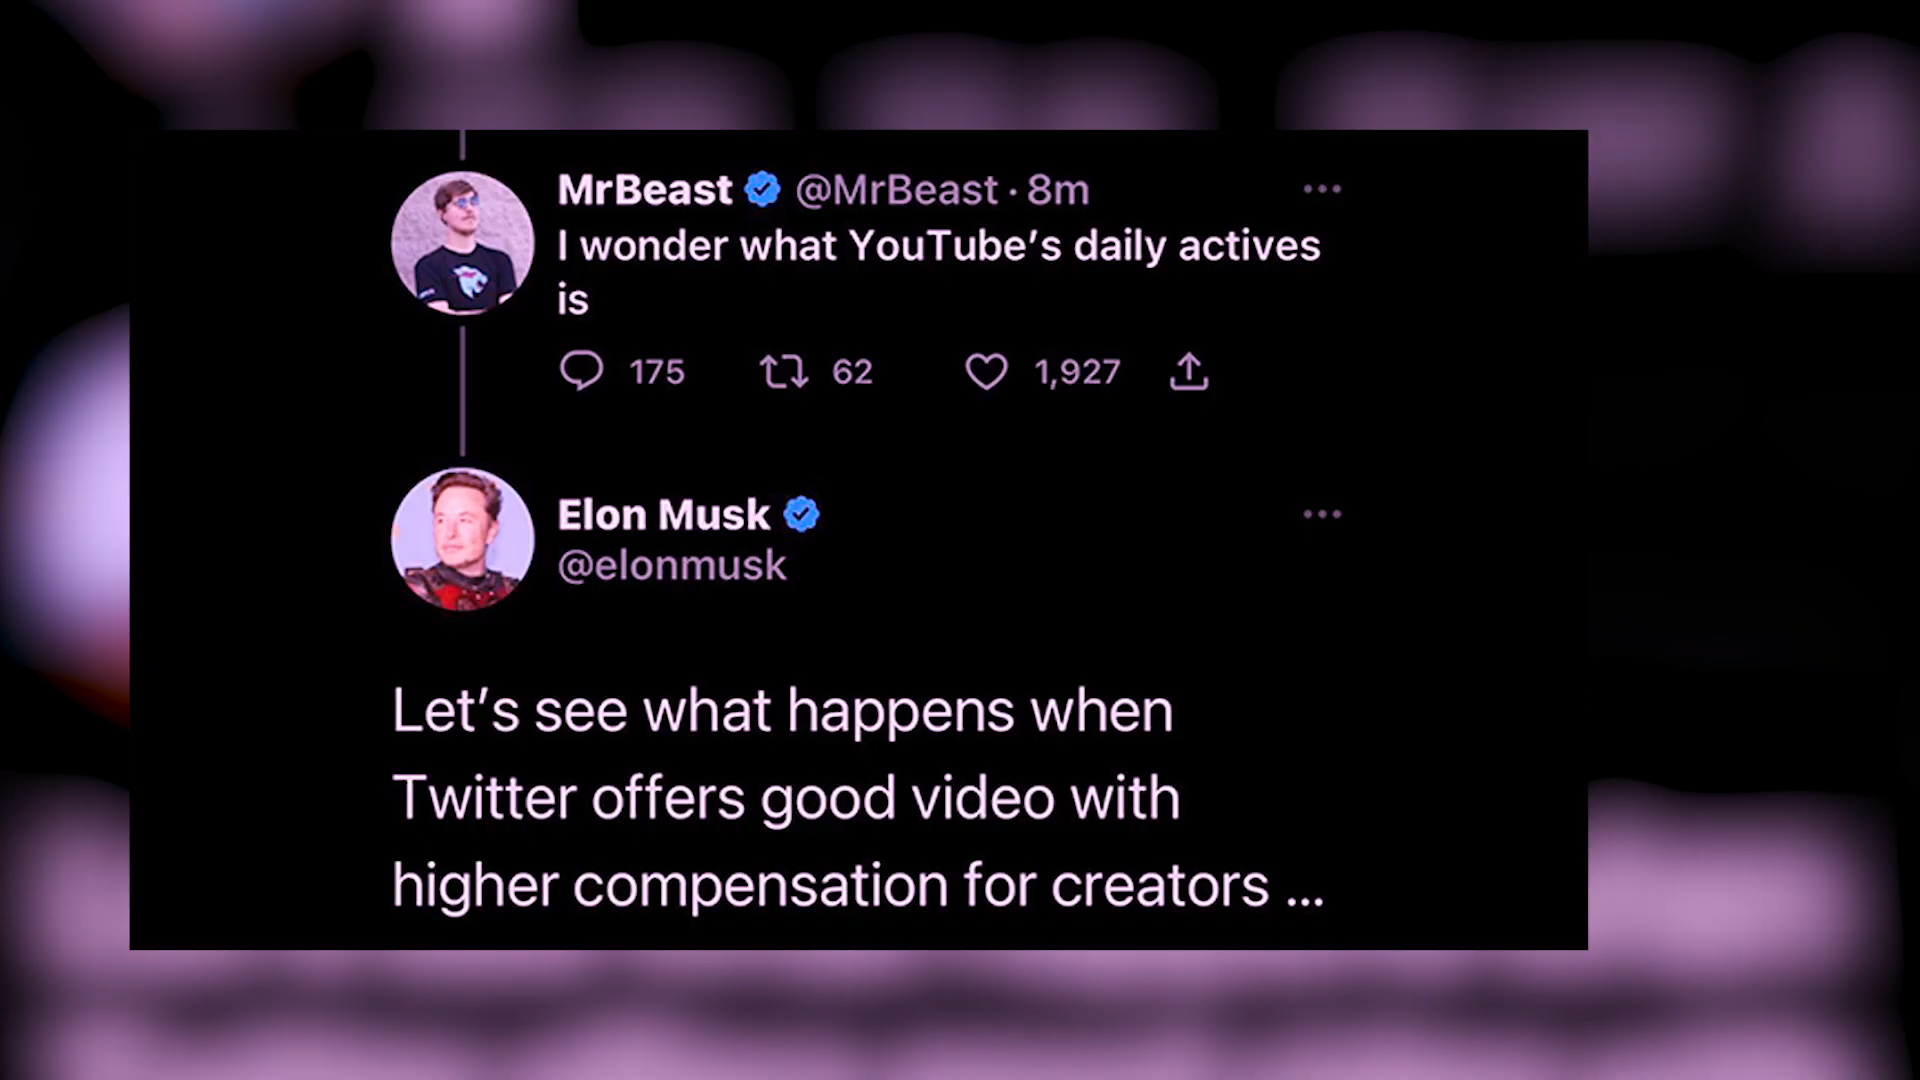 MrBeast @MrBeast · 8m
I wonder what YouTube’s daily actives
is
175 62 1,927
Elon Musk
@elonmusk
Let’s see what happens when
Twitter offers good video with
higher compensation for creators ...